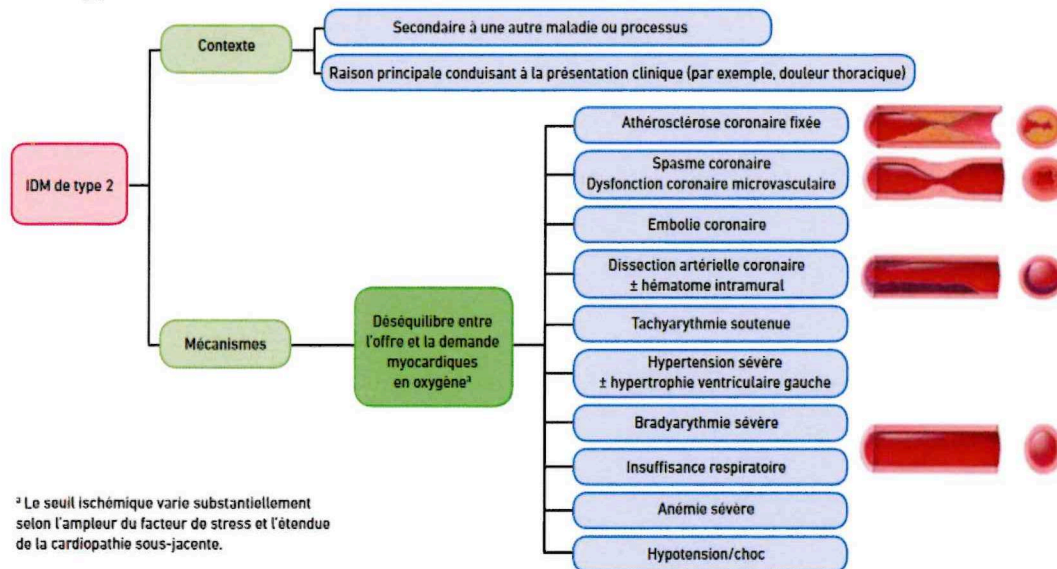 Contexte
Secondaire à une autre maladie ou processus
Raison principale conduisant à la présentation clinique (par exemple, douleur thoracique)
IDM de type 2
Mécanismes
Déséquilibre entre
l'offre et la demande
myocardiques
en oxygèneª
Athérosclérose coronaire fixée
Spasme coronaire
Dysfonction coronaire microvasculaire
Embolie coronaire
Dissection artérielle coronaire
± hématome intramural
Tachyarythmie soutenue
Hypertension sévère
± hypertrophie ventriculaire gauche
Bradyarythmie sévère
Insuffisance respiratoire
Anémie sévère
Hypotension/choc
ª Le seuil ischémique varie substantiellement
selon l'ampleur du facteur de stress et l'étendue
de la cardiopathie sous-jacente.